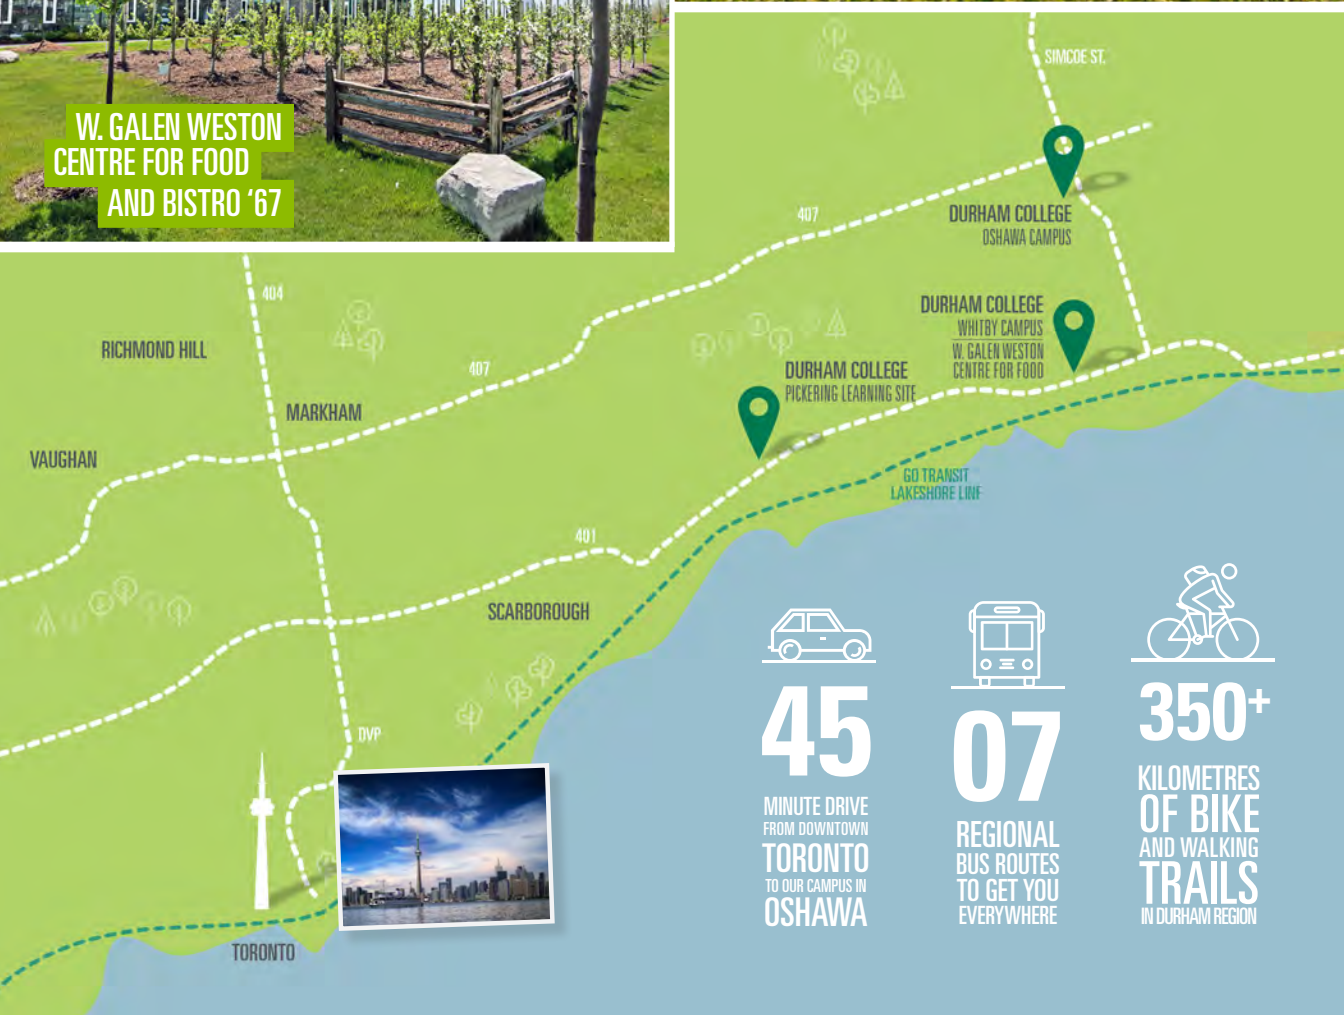 W. GALEN WESTON
CENTRE FOR FOOD
AND BISTRO ‘67
SIMCOE ST.
407
DURHAM COLLEGE
OSHAWA CAMPUS
404
DURHAM COLLEGE
WHITBY CAMPUS
W. GALEN WESTON
CENTRE FOR FOOD
RICHMOND HILL
407
DURHAM COLLEGE
PICKERING LEARNING SITE
MARKHAM
VAUGHAN
GO TRANSIT
LAKESHORE LINE
401
SCARBOROUGH
DVP
TORONTO
45
MINUTE DRIVE
FROM DOWNTOWN
TORONTO
TO OUR CAMPUS IN
OSHAWA
07
REGIONAL
BUS ROUTES
TO GET YOU
EVERYWHERE
350+
KILOMETRES
OF BIKE
AND WALKING
TRAILS
IN DURHAM REGION